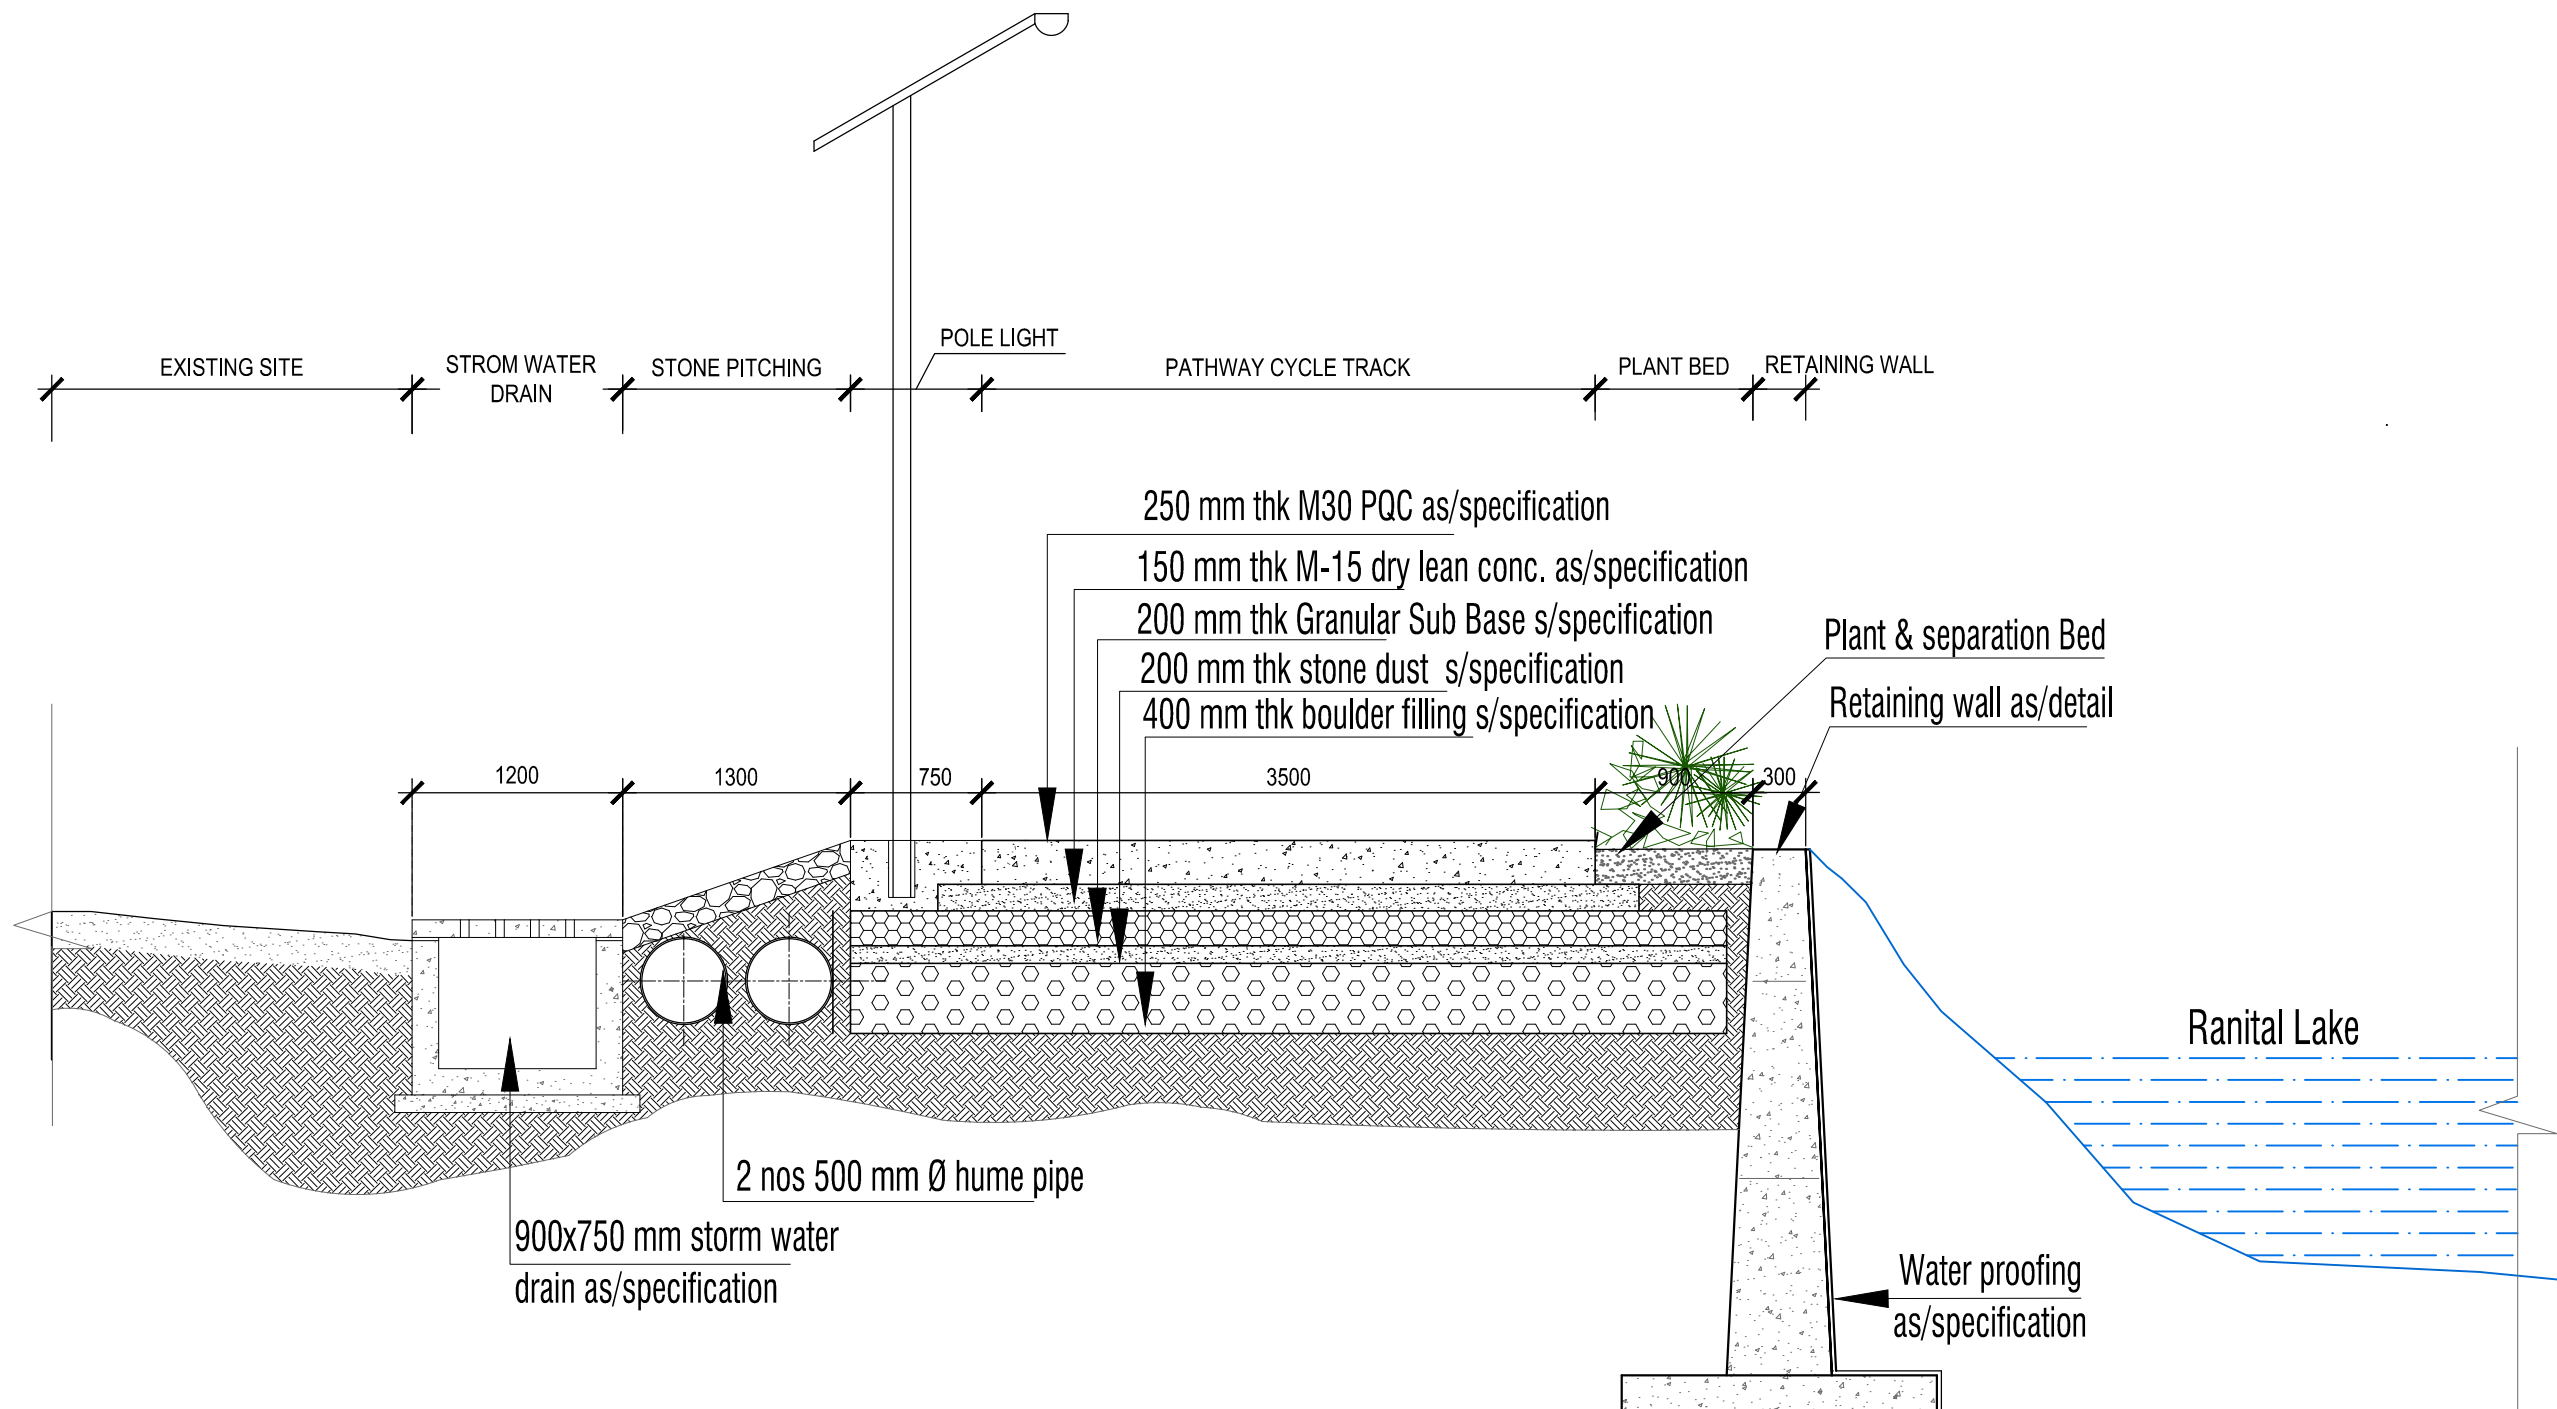 POLE LIGHT
EXISTING SITE
STROM WATER
DRAIN
STONE PITCHING
PATHWAY CYCLE TRACK
PLANT BED
RETAINING WALL
250 mm thk M30 PQC as/specification
150 mm thk M-15 dry lean conc. as/specification
200 mm thk Granular Sub Base s/specification
200 mm thk stone dust s/specification
400 mm thk boulder filling s/specification
Plant & separation Bed
Retaining wall as/detail
1200
1300
750
3500
900
300
Ranital Lake
2 nos 500 mm Ø hume pipe
900x750 mm storm water
drain as/specification
Water proofing
as/specification